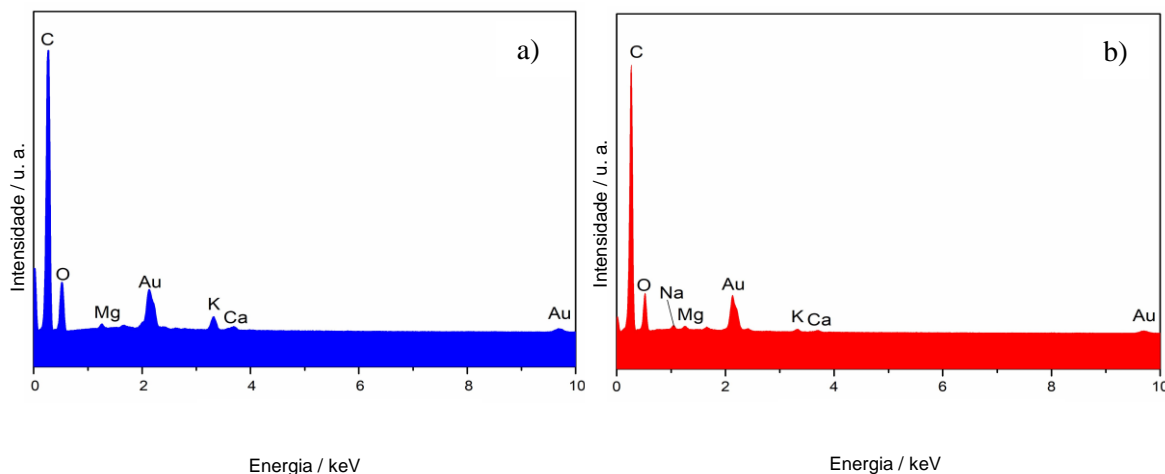 a)
C
O
Mg
Au
K
Ca
Au
Intensidade / u. a.
0 2 4 6 8 10
Energia / keV
b)
C
O
Na
Mg
Au
K
Ca
Au
Intensidade / u. a.
0 2 4 6 8 10
Energia / keV